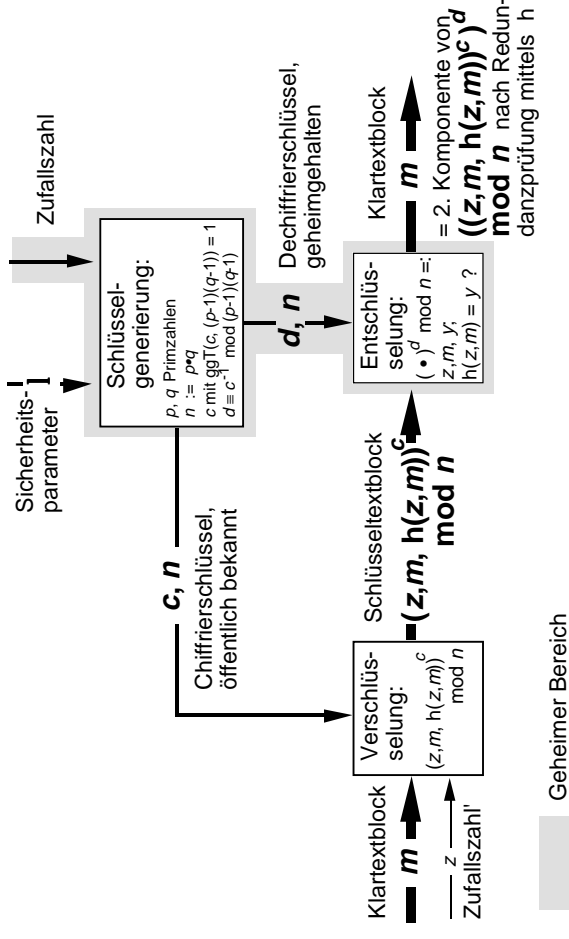 Zufallszahl
Sicherheits-
parameter
l
Schlüssel-
generierung:
p, q Primzahlen
n := p•q
c mit ggT(c, (p-1)(q-1)) = 1
d ≡ c⁻¹ mod (p-1)(q-1)
c, n
Chiffrierschlüssel,
öffentlich bekannt
d, n
Dechiffrierschlüssel,
geheimgehalten
Klartextblock
m
z
Zufallszahl'
Verschlüs-
selung:
(z,m, h(z,m))ᶜ
mod n
Schlüsseltextblock
(z,m, h(z,m))ᶜ
mod n
Entschlüs-
selung:
( • )ᵈ mod n =:
z,m, y;
h(z,m) = y ?
Klartextblock
m
= 2. Komponente von
(((z,m, h(z,m))ᶜ)ᵈ
mod n nach Redun-
danzprüfung mittels h
Geheimer Bereich